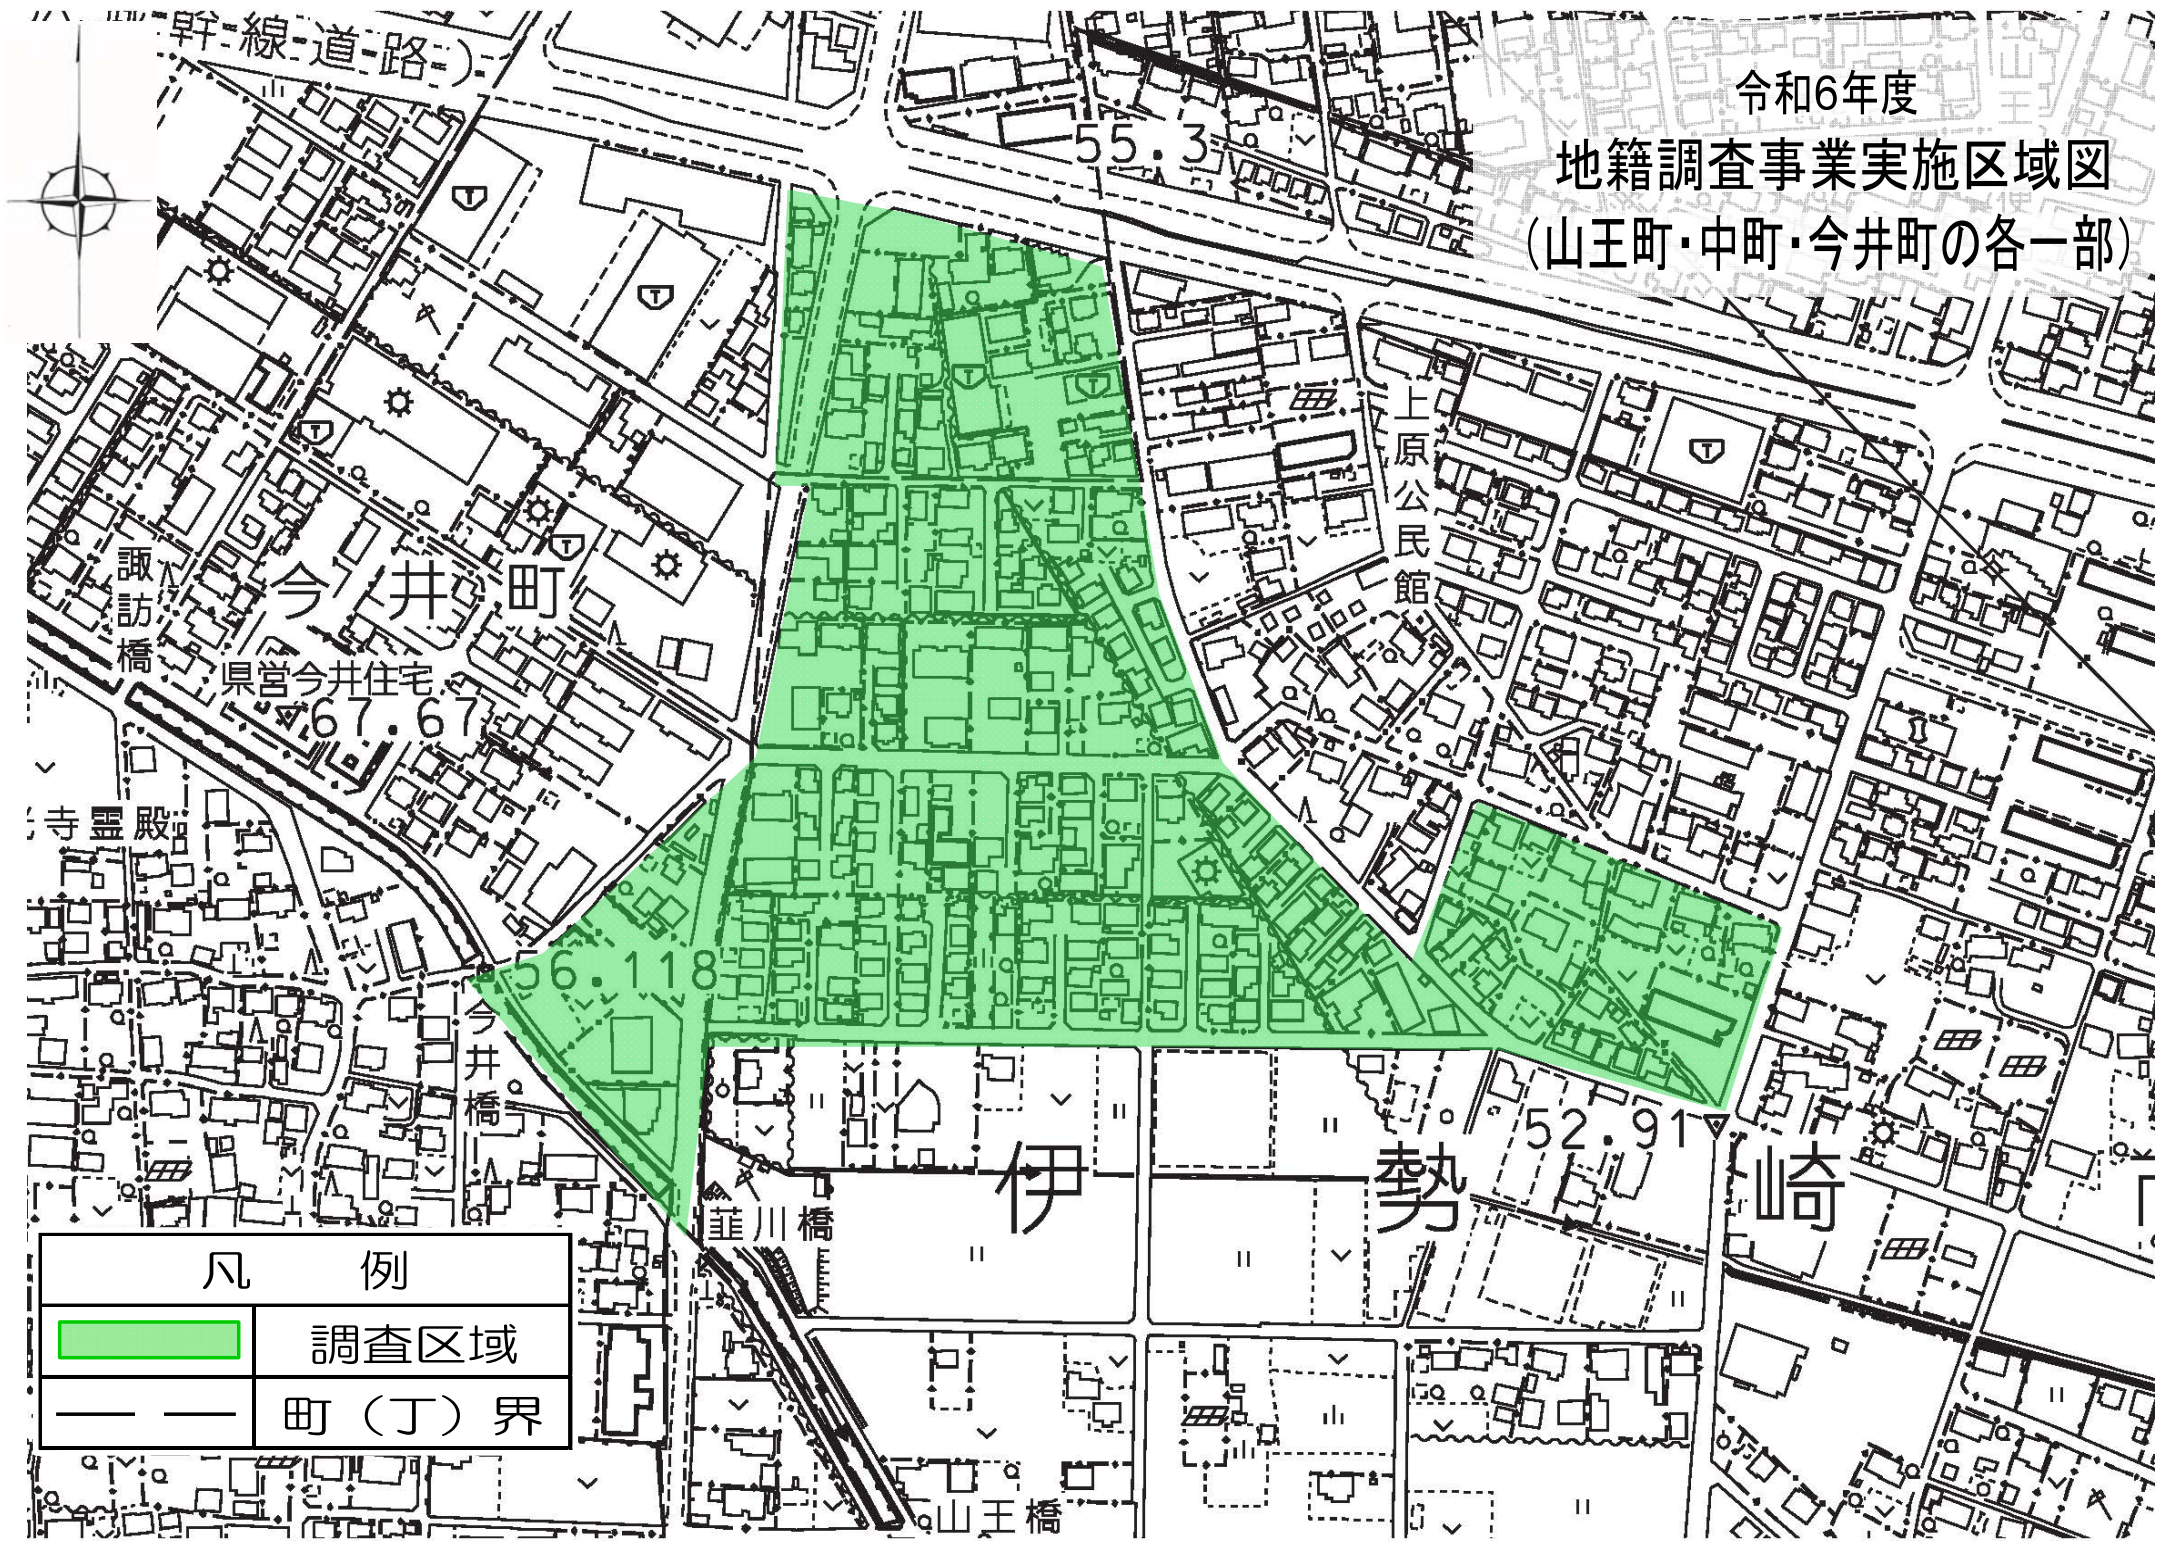 幹線道路)
令和6年度
地籍調査事業実施区域図
(山王町・中町・今井町の各一部)
55.3
上原公民館
諏訪橋
今井町
県営今井住宅
67.67
寺霊殿
56.118
今井橋
52.91
伊勢崎
韮川橋
山王橋
凡 例
調査区域
町(丁)界